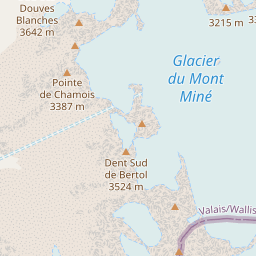 Douves
Blanches
3642 m
3215 m
Glacier
du Mont
Miné
Pointe
de Chamois
3387 m
Dent Sud
de Bertol
3524 m
Valais/Wallis